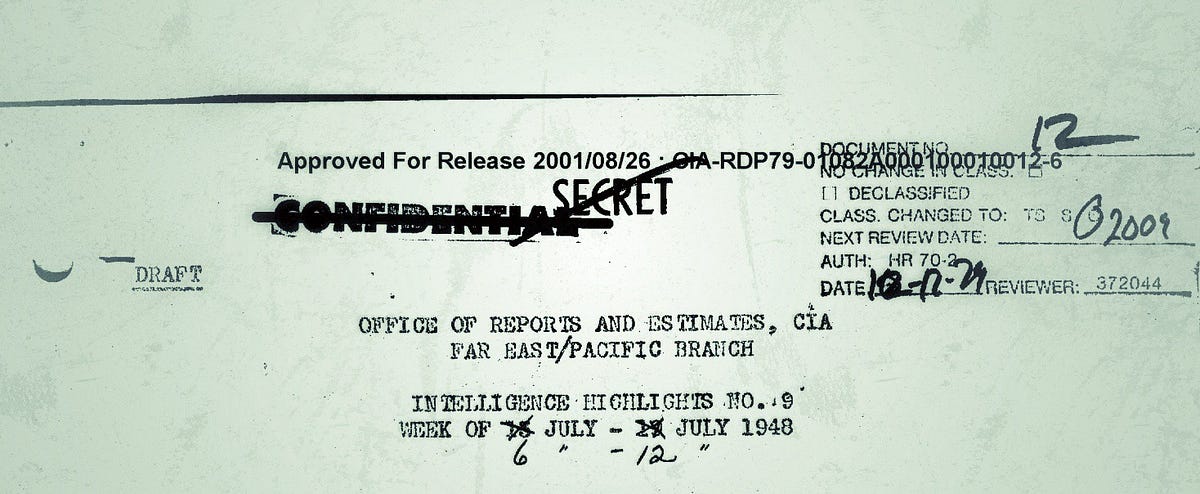 Approved For Release 2001/08/26 : CIA-RDP79-01082A000100010012-6
CONFIDENTIAL
SECRET
DOCUMENT NO. 12
NO CHANGE IN CLASS. □
[ ] DECLASSIFIED
CLASS. CHANGED TO: TS S C 2009
NEXT REVIEW DATE:
AUTH: HR 70-2
DATE REVIEWER: 372044
DRAFT
OFFICE OF REPORTS AND ESTIMATES, CIA
FAR EAST/PACIFIC BRANCH
INTELLIGENCE HIGHLIGHTS NO. 9
WEEK OF JULY - JULY 1948
6 " - 12 "